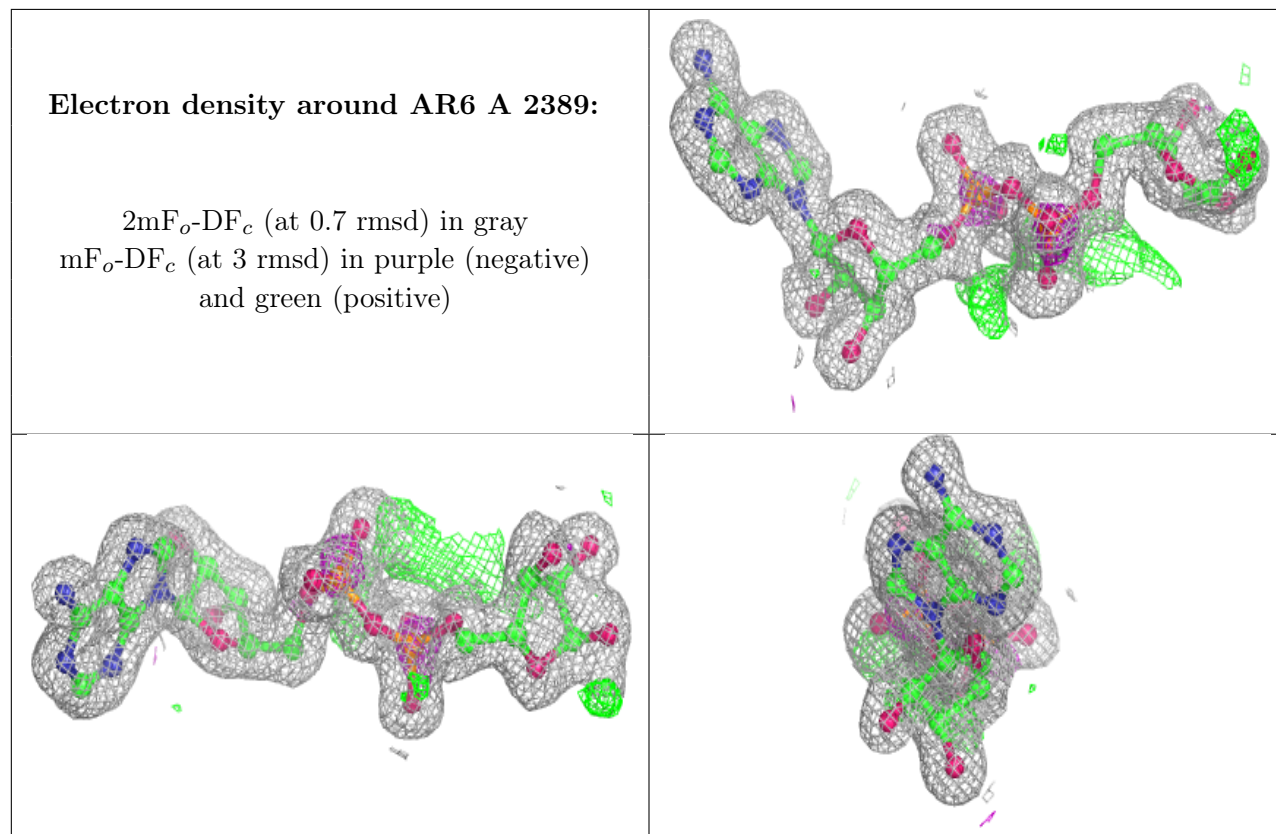 Electron density around AR6 A 2389:
2mFo-DFc (at 0.7 rmsd) in gray
mFo-DFc (at 3 rmsd) in purple (negative)
and green (positive)